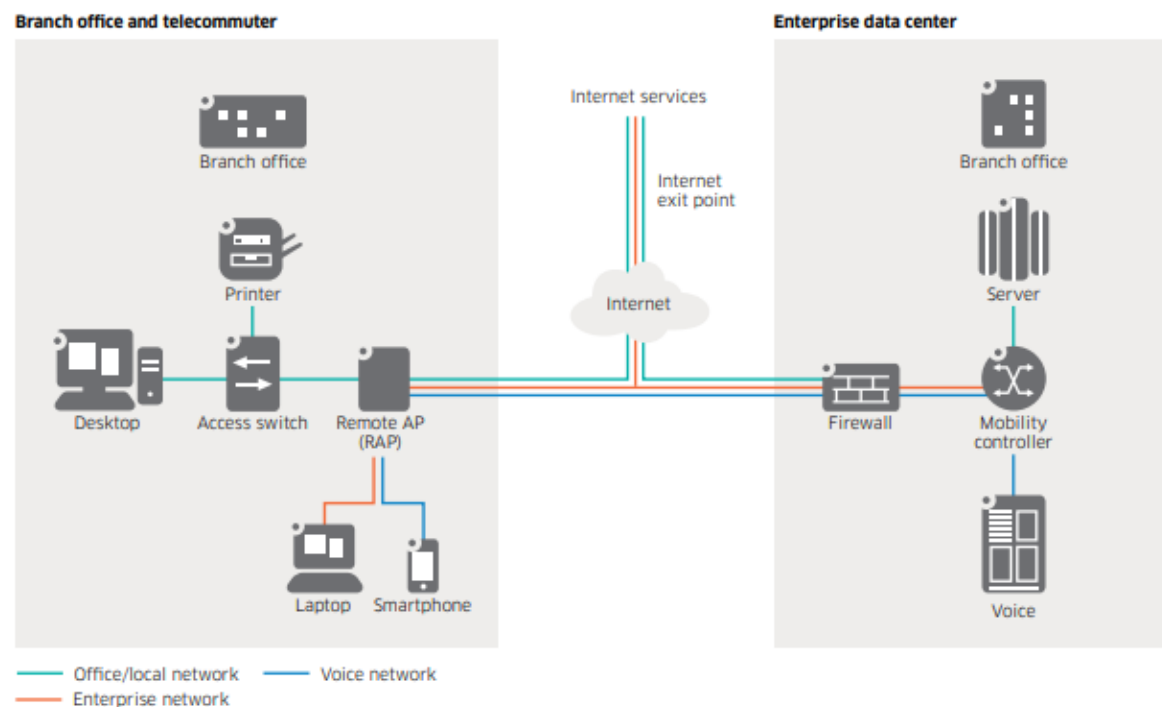 Branch office and telecommuter
Enterprise data center
Internet services
Branch office
Branch office
Internet
exit point
Printer
Internet
Server
Desktop
Access switch
Remote AP
(RAP)
Firewall
Mobility
controller
Laptop
Smartphone
Voice
Office/local network
Voice network
Enterprise network